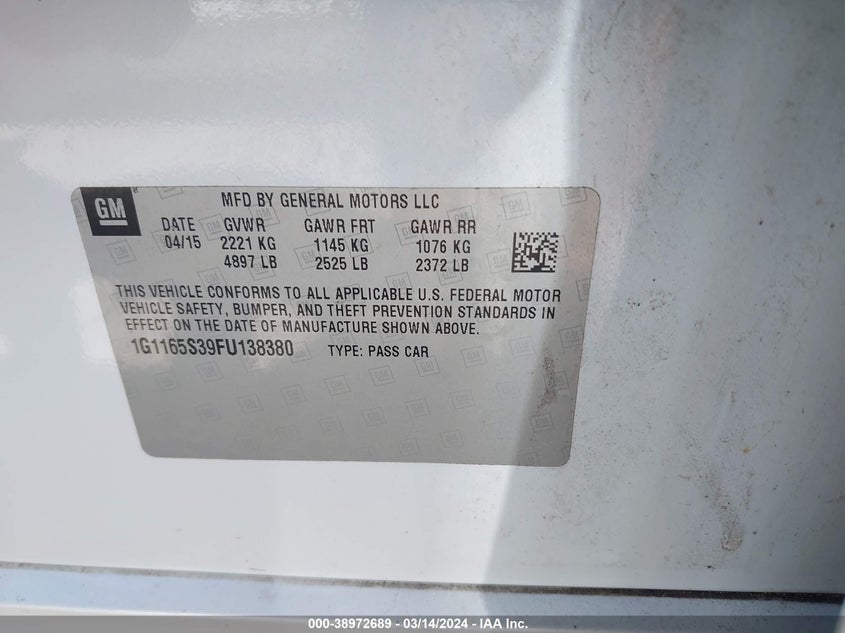 GM
MFD BY GENERAL MOTORS LLC
DATE GVWR GAWR FRT GAWR RR
04/15 2221 KG 1145 KG 1076 KG
4897 LB 2525 LB 2372 LB
THIS VEHICLE CONFORMS TO ALL APPLICABLE U.S. FEDERAL MOTOR
VEHICLE SAFETY, BUMPER, AND THEFT PREVENTION STANDARDS IN
EFFECT ON THE DATE OF MANUFACTURE SHOWN ABOVE.
1G1165S39FU138380 TYPE: PASS CAR
000-38972689 - 03/14/2024 - IAA Inc.